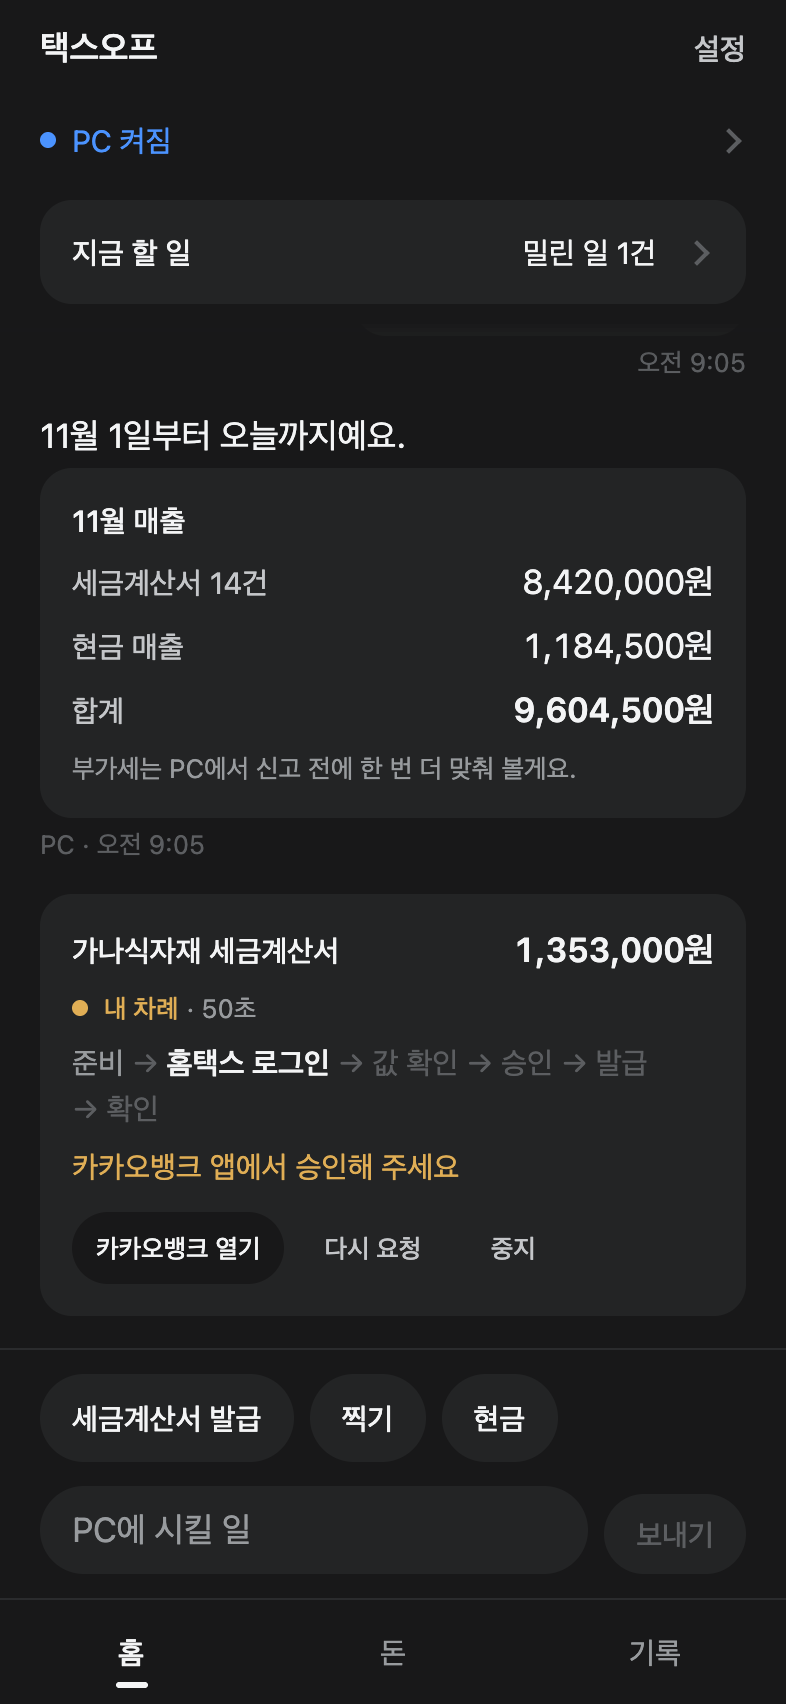 택스오프
설정
PC 켜짐
지금 할 일 밀린 일 1건
오전 9:05
11월 1일부터 오늘까지예요.
11월 매출
세금계산서 14건 8,420,000원
현금 매출 1,184,500원
합계 9,604,500원
부가세는 PC에서 신고 전에 한 번 더 맞춰 볼게요.
PC · 오전 9:05
가나식자재 세금계산서 1,353,000원
내 차례 · 50초
준비 → 홈택스 로그인 → 값 확인 → 승인 → 발급
→ 확인
카카오뱅크 앱에서 승인해 주세요
카카오뱅크 열기 다시 요청 중지
세금계산서 발급 찍기 현금
PC에 시킬 일 보내기
홈 돈 기록